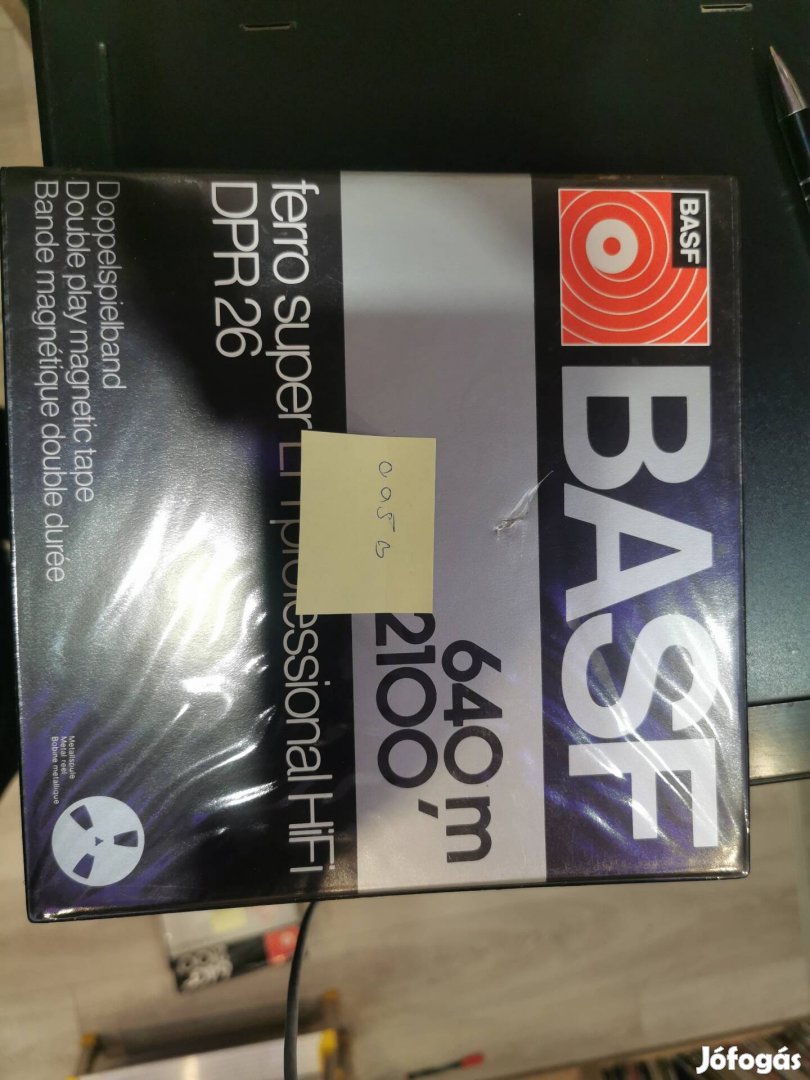 BASF
BASF
640 m
2100'
ferro super professional HiFi
DPR 26
Doppelspielband
Double play magnetic tape
Bande magnétique double durée
Metallspule
Metal reel
Bobine métallique
Jófogás